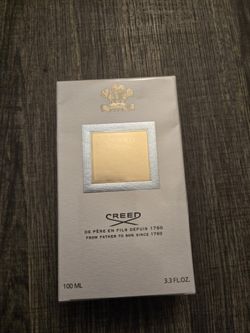 CREED
DE PÈRE EN FILS DEPUIS 1760
FROM FATHER TO SON SINCE 1760
100 ML
3.3 FL.OZ.